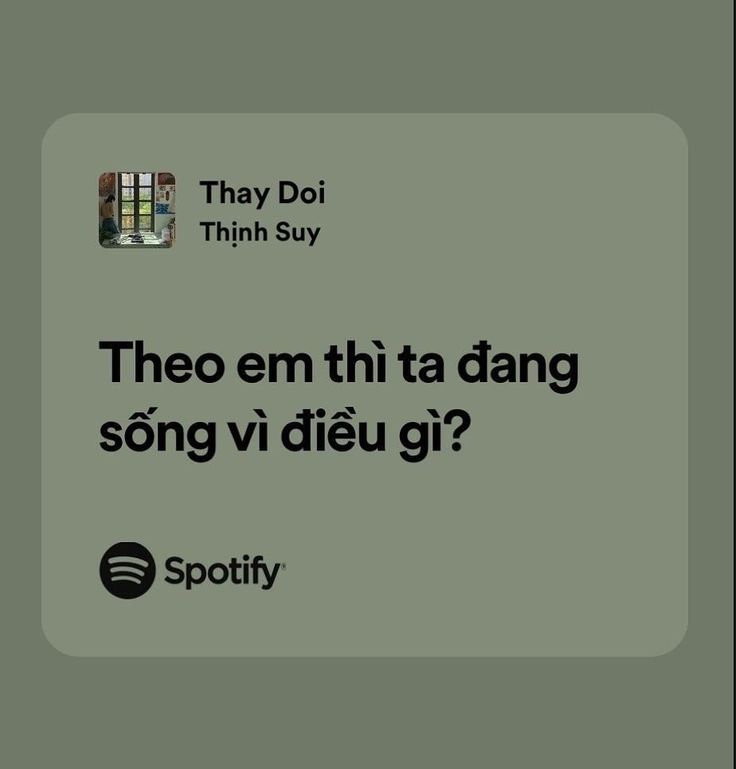 Thay Doi
Thịnh Suy
Theo em thì ta đang
sống vì điều gì?
Spotify®